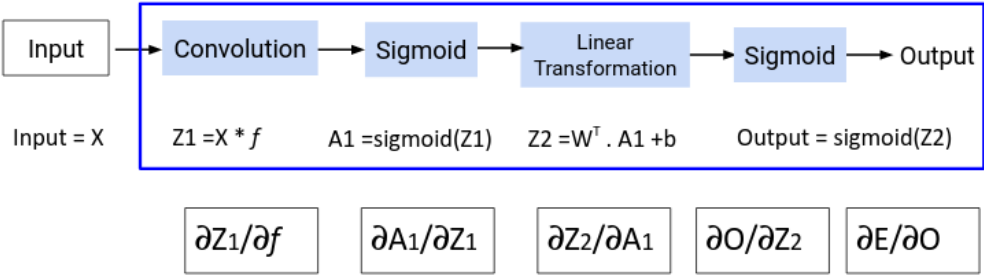 Input
Convolution
Sigmoid
Linear
Transformation
Sigmoid
Output
Input = X
Z1 =X * f
A1 =sigmoid(Z1)
Z2 =Wᵀ . A1 +b
Output = sigmoid(Z2)
∂Z₁/∂f
∂A₁/∂Z₁
∂Z₂/∂A₁
∂O/∂Z₂
∂E/∂O